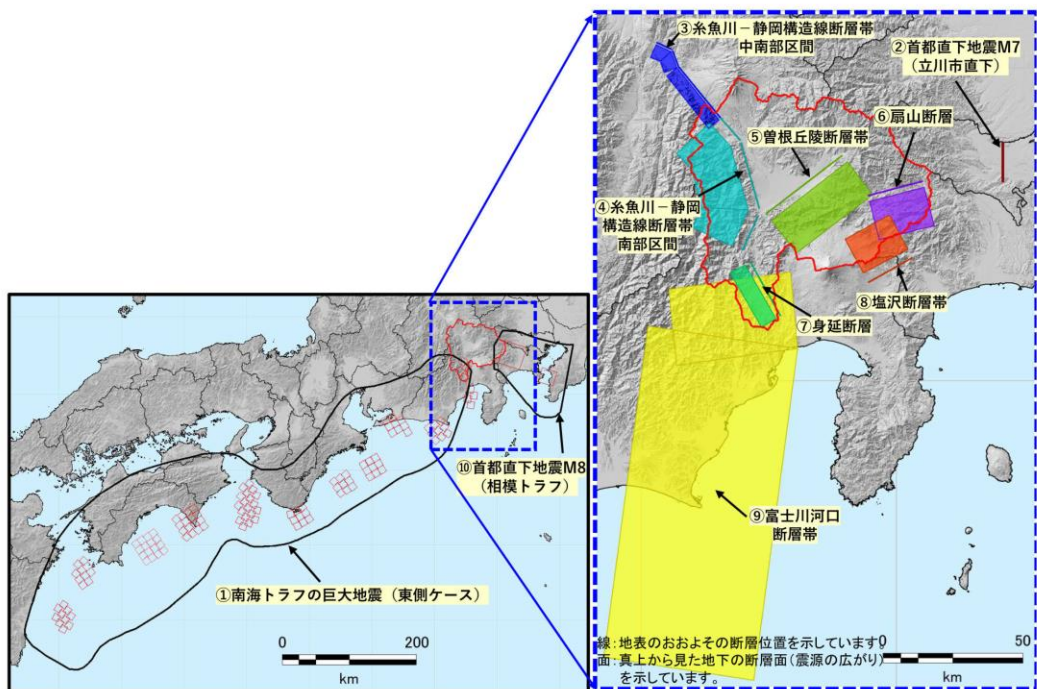 ③糸魚川－静岡構造線断層帯
中南部区間
②首都直下地震M7
（立川市直下）
⑥扇山断層
⑤曽根丘陵断層帯
④糸魚川－静岡
構造線断層帯
南部区間
⑧塩沢断層帯
⑦身延断層
⑨富士川河口
断層帯
線：地表のおおよその断層位置を示しています。
面：真上から見た地下の断層面（震源の広がり）
を示しています。
0 50
km
⑩首都直下地震M8
（相模トラフ）
①南海トラフの巨大地震（東側ケース）
0 200
km